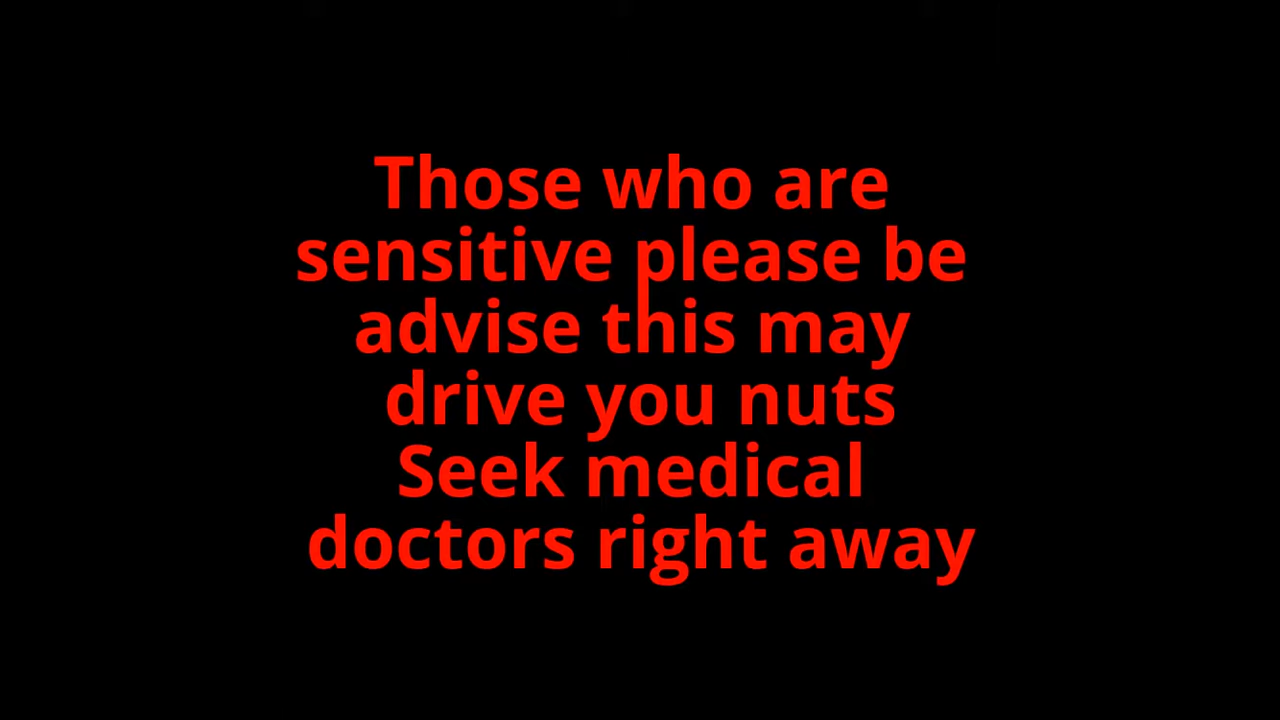 Those who are
sensitive please be
advise this may
drive you nuts
Seek medical
doctors right away